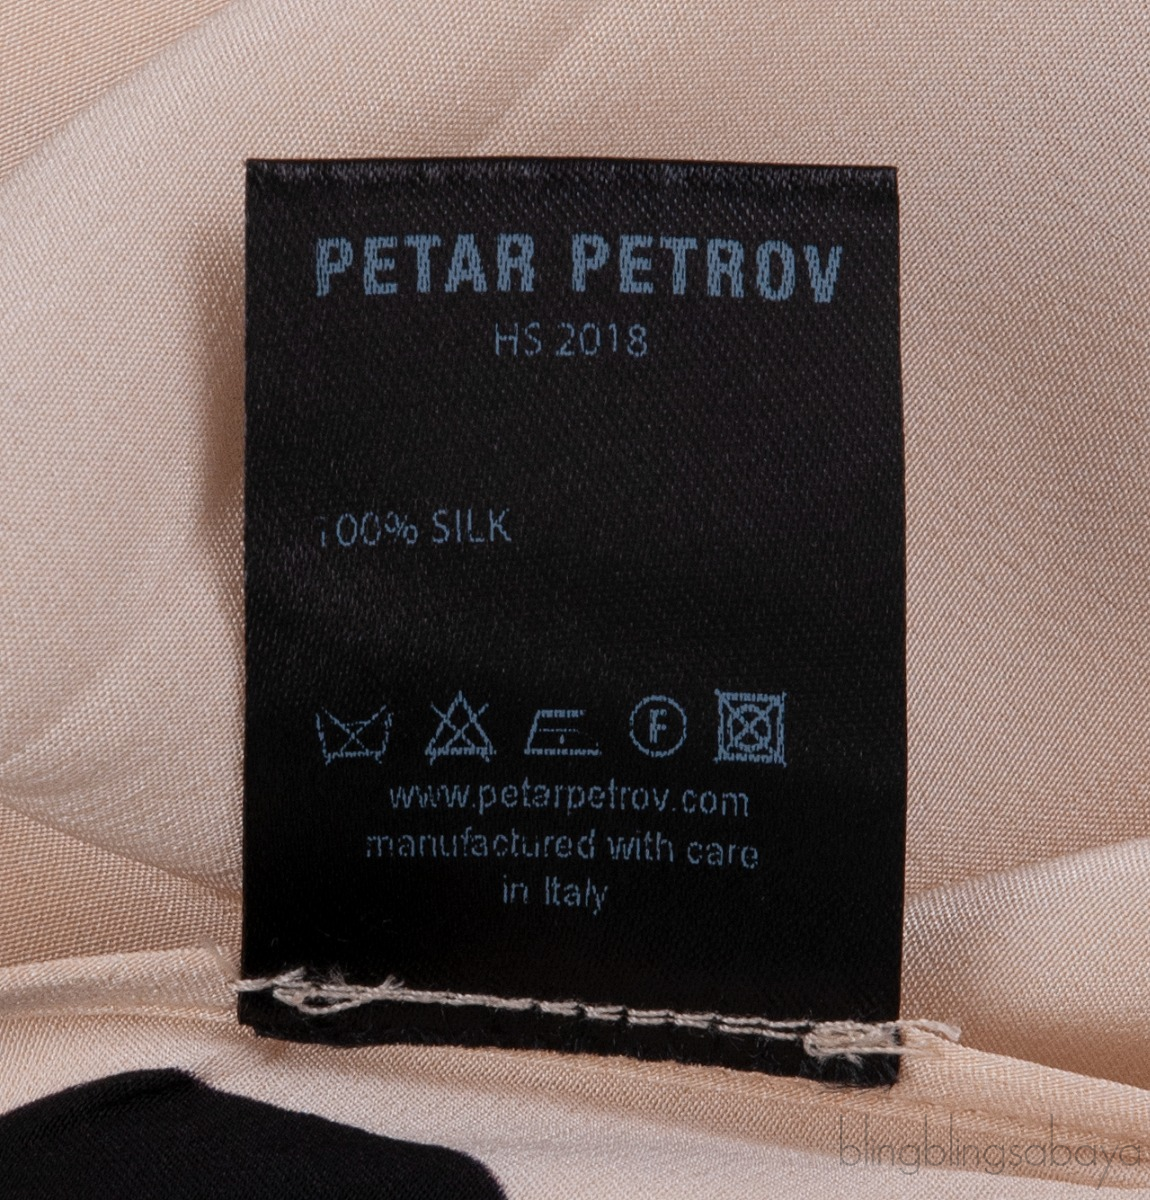 PETAR PETROV
HS 2018
100% SILK
F
www.petarpetrov.com
manufactured with care
in Italy
blingblingsabaya